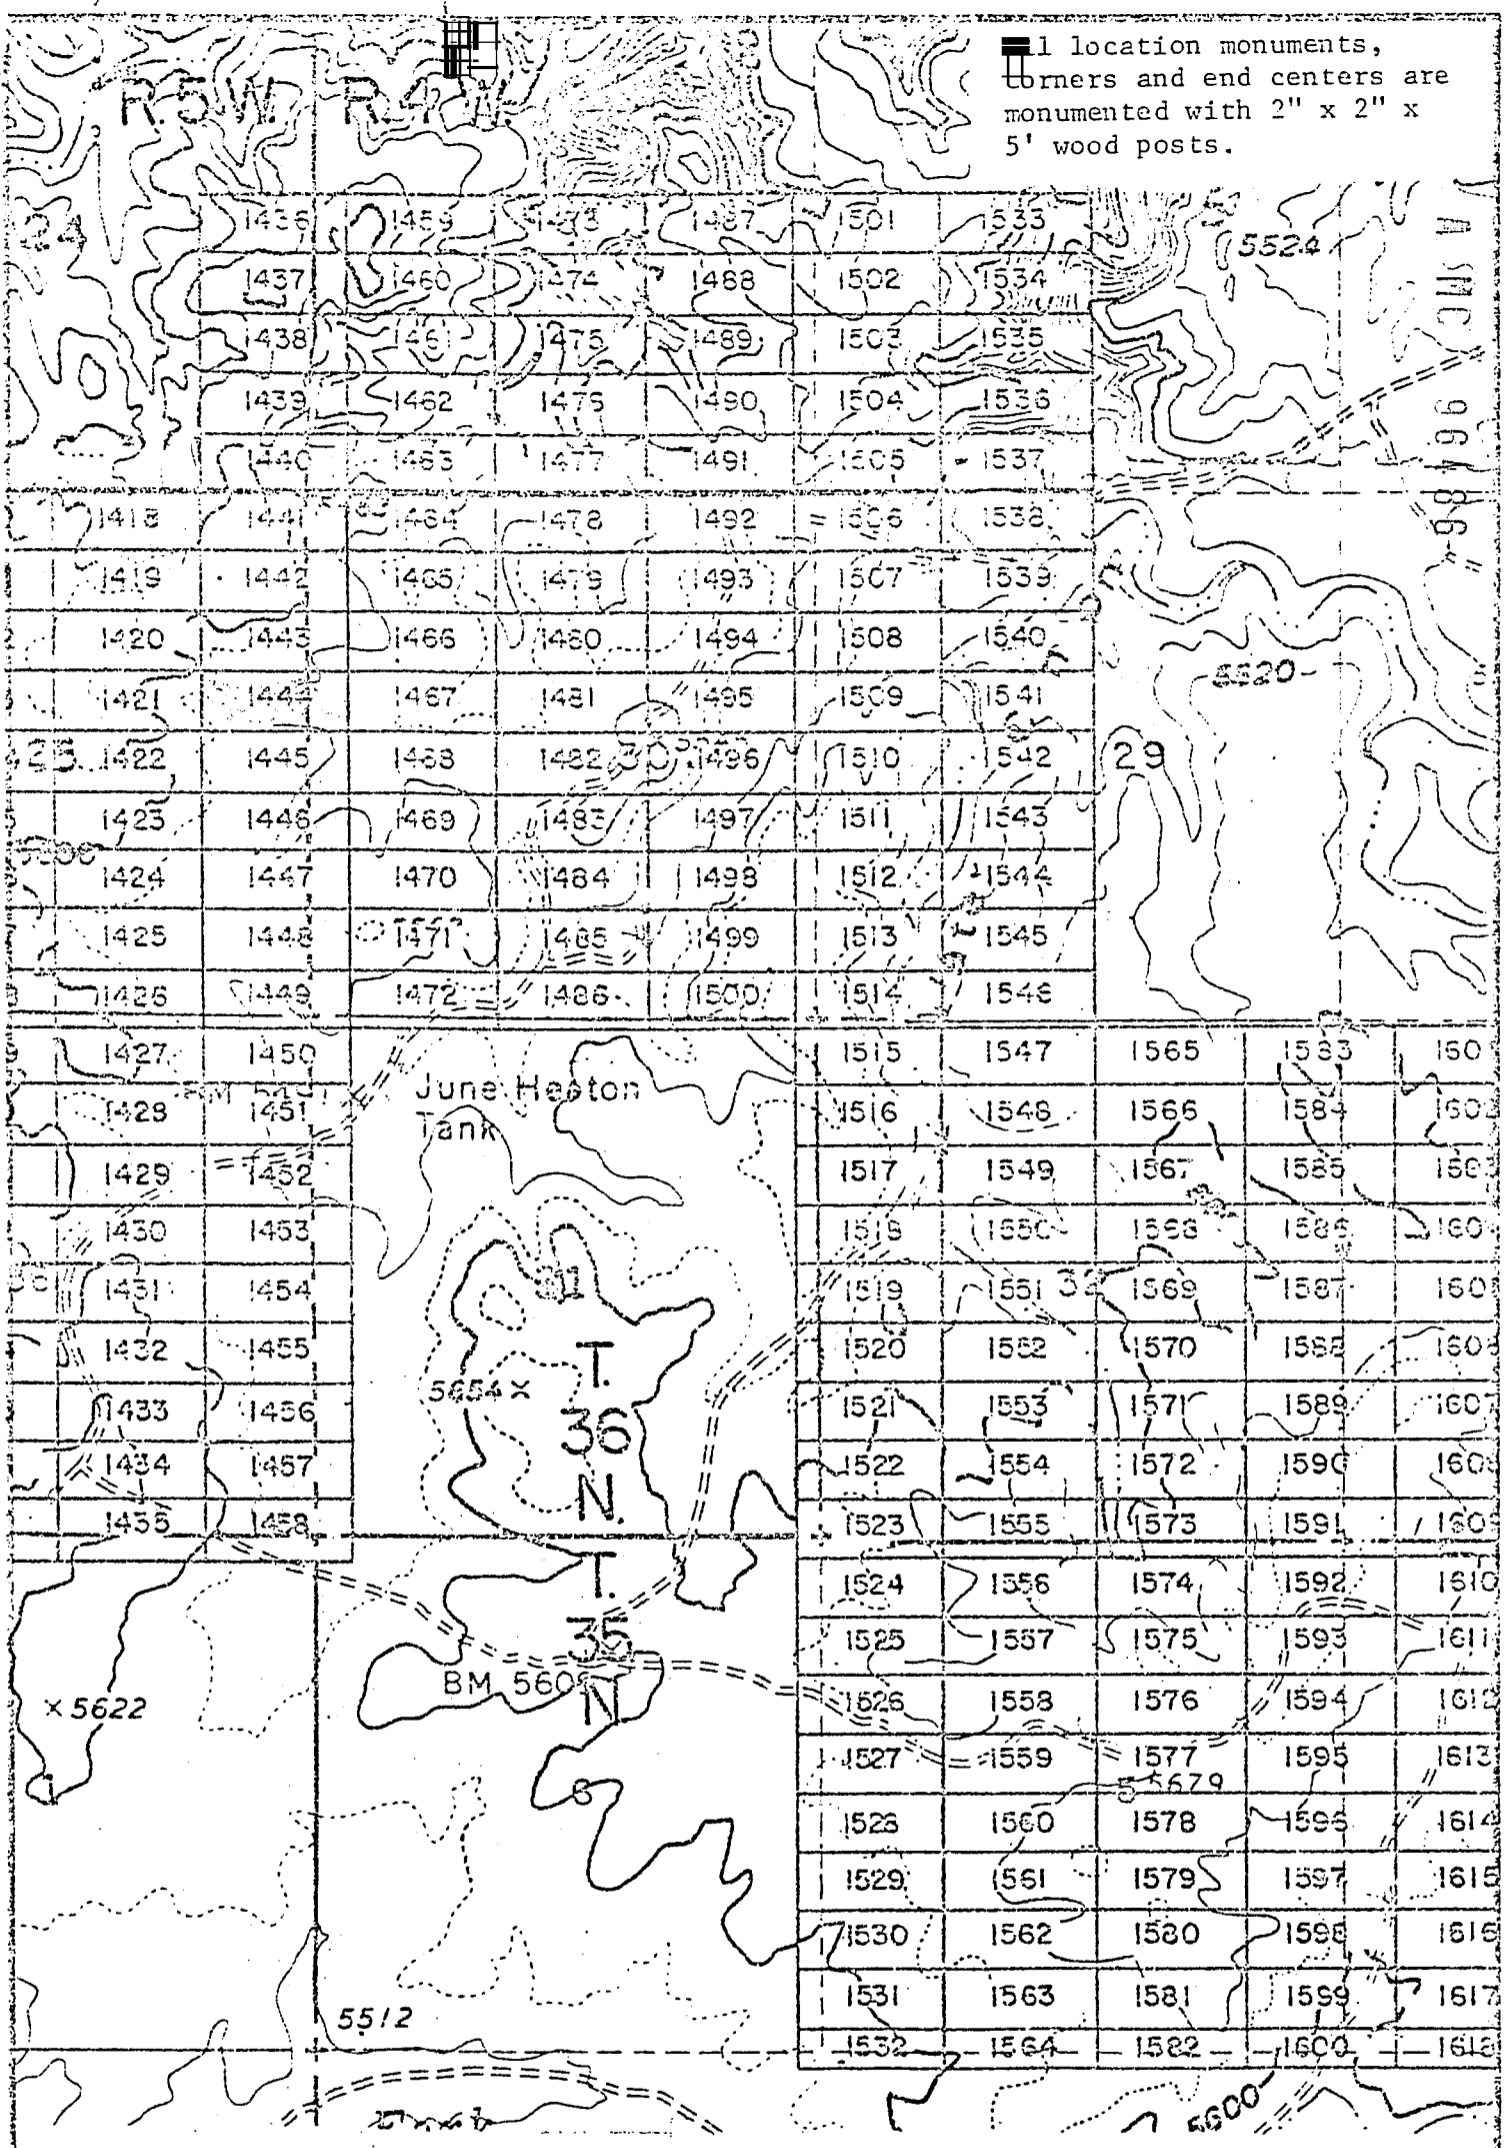 R.5W. R.4W.
location monuments,
corners and end centers are
monumented with 2" x 2" x
5' wood posts.
24
1436 1459 1473 1487 1501 1533
5524
A MC 96486
1437 1460 1474 1488 1502 1534
1438 1461 1475 1489 1503 1535
1439 1462 1476 1490 1504 1536
1440 1463 1477 1491 1505 1537
1418 1441 1464 1478 1492 1506 1538
1419 1442 1465 1479 1493 1507 1539
1420 1443 1466 1480 1494 1508 1540
1421 1444 1467 1481 1495 1509 1541
5520
1422 1445 1468 1482 30 1496 1510 1542 29
1423 1446 1469 1483 1497 1511 1543
1424 1447 1470 1484 1498 1512 1544
1425 1448 1471 1485 1499 1513 1545
1426 1449 1472 1486 1500 1514 1546
1427 1450 1515 1547 1565 1583
June Heaton
Tank
1428 1451 1516 1548 1566 1584
1429 1452 1517 1549 1567 1585
1430 1453 1518 1550 1568 1586
1431 1454 31 1519 1551 32 1569 1587
1432 1455 1520 1552 1570 1588
T.
36
N.
5654 X
1433 1456 1521 1553 1571 1589
1434 1457 1522 1554 1572 1590
1435 1458 1523 1555 1573 1591
T.
35
N
1524 1556 1574 1592 1610
1525 1557 1575 1593 1611
BM 560
x 5622
1526 1558 1576 1594 1612
1527 1559 1577 1595 1613
1
6
5 5679
1528 1560 1578 1596 1614
1529 1561 1579 1597 1615
1530 1562 1580 1598 1616
1531 1563 1581 1599 1617
5512
1532 1564 1582 1600 1618
5600